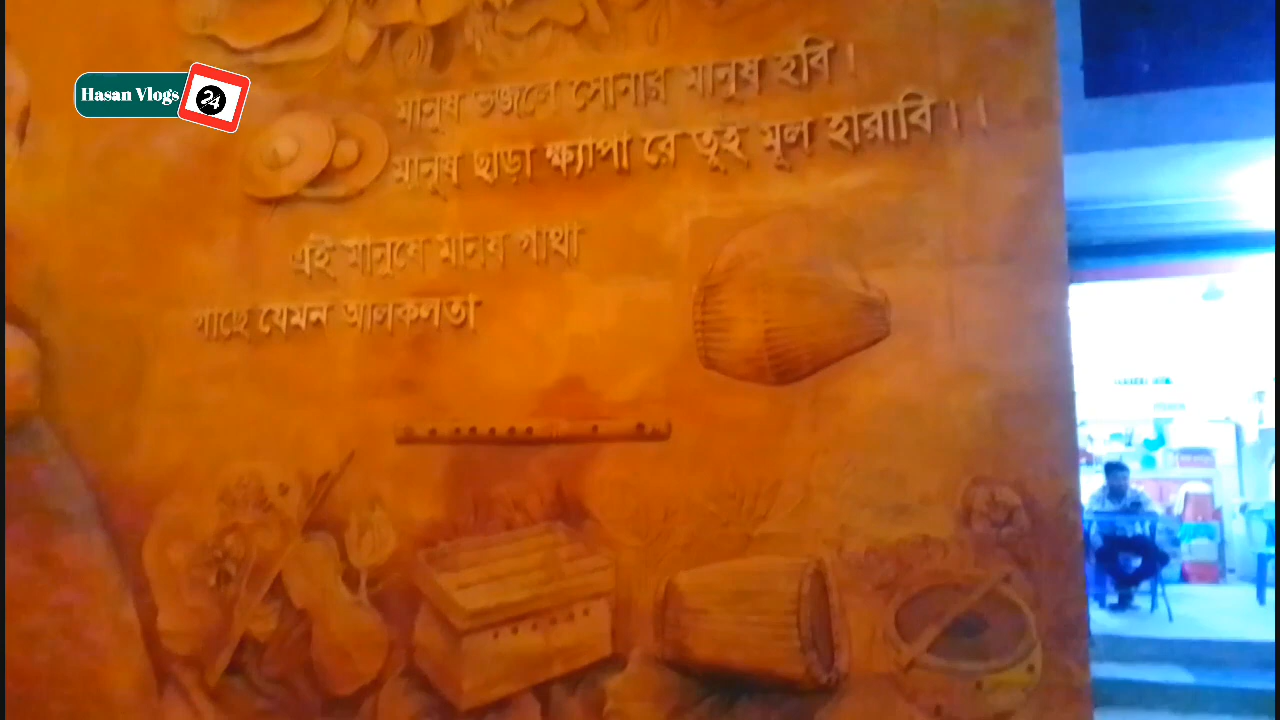 Hasan Vlogs
24
মানুষ ভজলে সোনার মানুষ হবি।
মানুষ ছাড়া ক্ষ্যাপা রে তুই মূল হারাবি।।
এই মানুষে মানুষ গাথা
গাছে যেমন আলকলতা